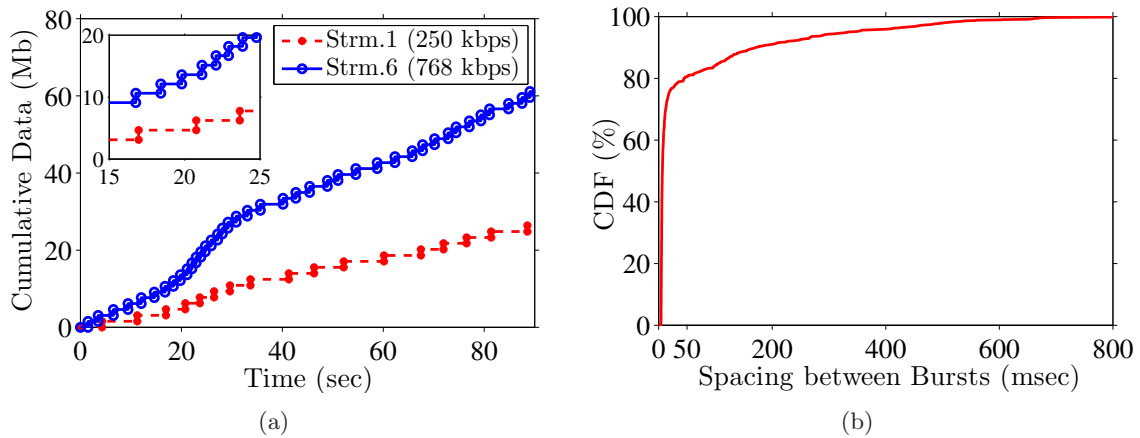 80
60
40
20
0
Cumulative Data (Mb)
20
10
0
15 20 25
Strm.1 (250 kbps)
Strm.6 (768 kbps)
0 20 40 60 80
Time (sec)
(a)
100
80
60
40
20
0
CDF (%)
0 50 200 400 600 800
Spacing between Bursts (msec)
(b)